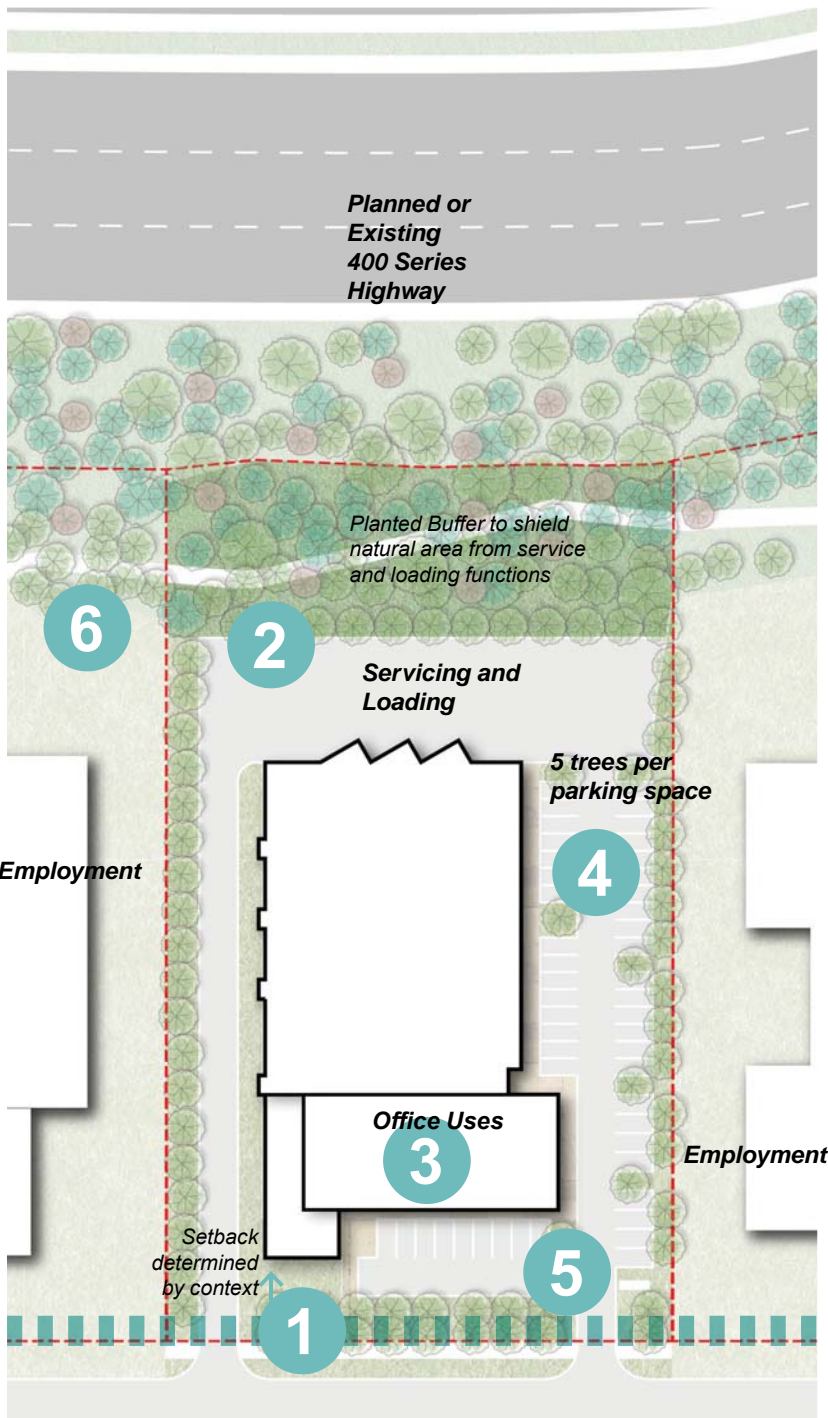 Planned or
Existing
400 Series
Highway
Planted Buffer to shield
natural area from service
and loading functions
6
2
Servicing and
Loading
5 trees per
parking space
4
Employment
Office Uses
3
Employment
Setback
determined
by context
5
1